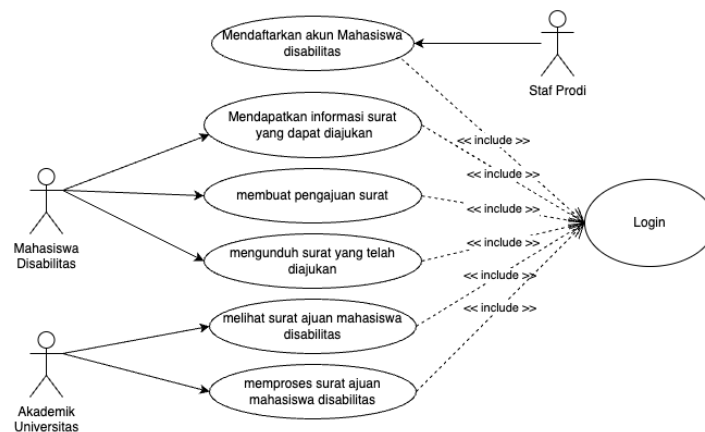 Mendaftarkan akun Mahasiswa
disabilitas
Staf Prodi
Mendapatkan informasi surat
yang dapat diajukan
<< include >>
<< include >>
membuat pengajuan surat
<< include >>
Login
Mahasiswa
Disabilitas
mengunduh surat yang telah
diajukan
<< include >>
<< include >>
melihat surat ajuan mahasiswa
disabilitas
<< include >>
memproses surat ajuan
mahasiswa disabilitas
Akademik
Universitas